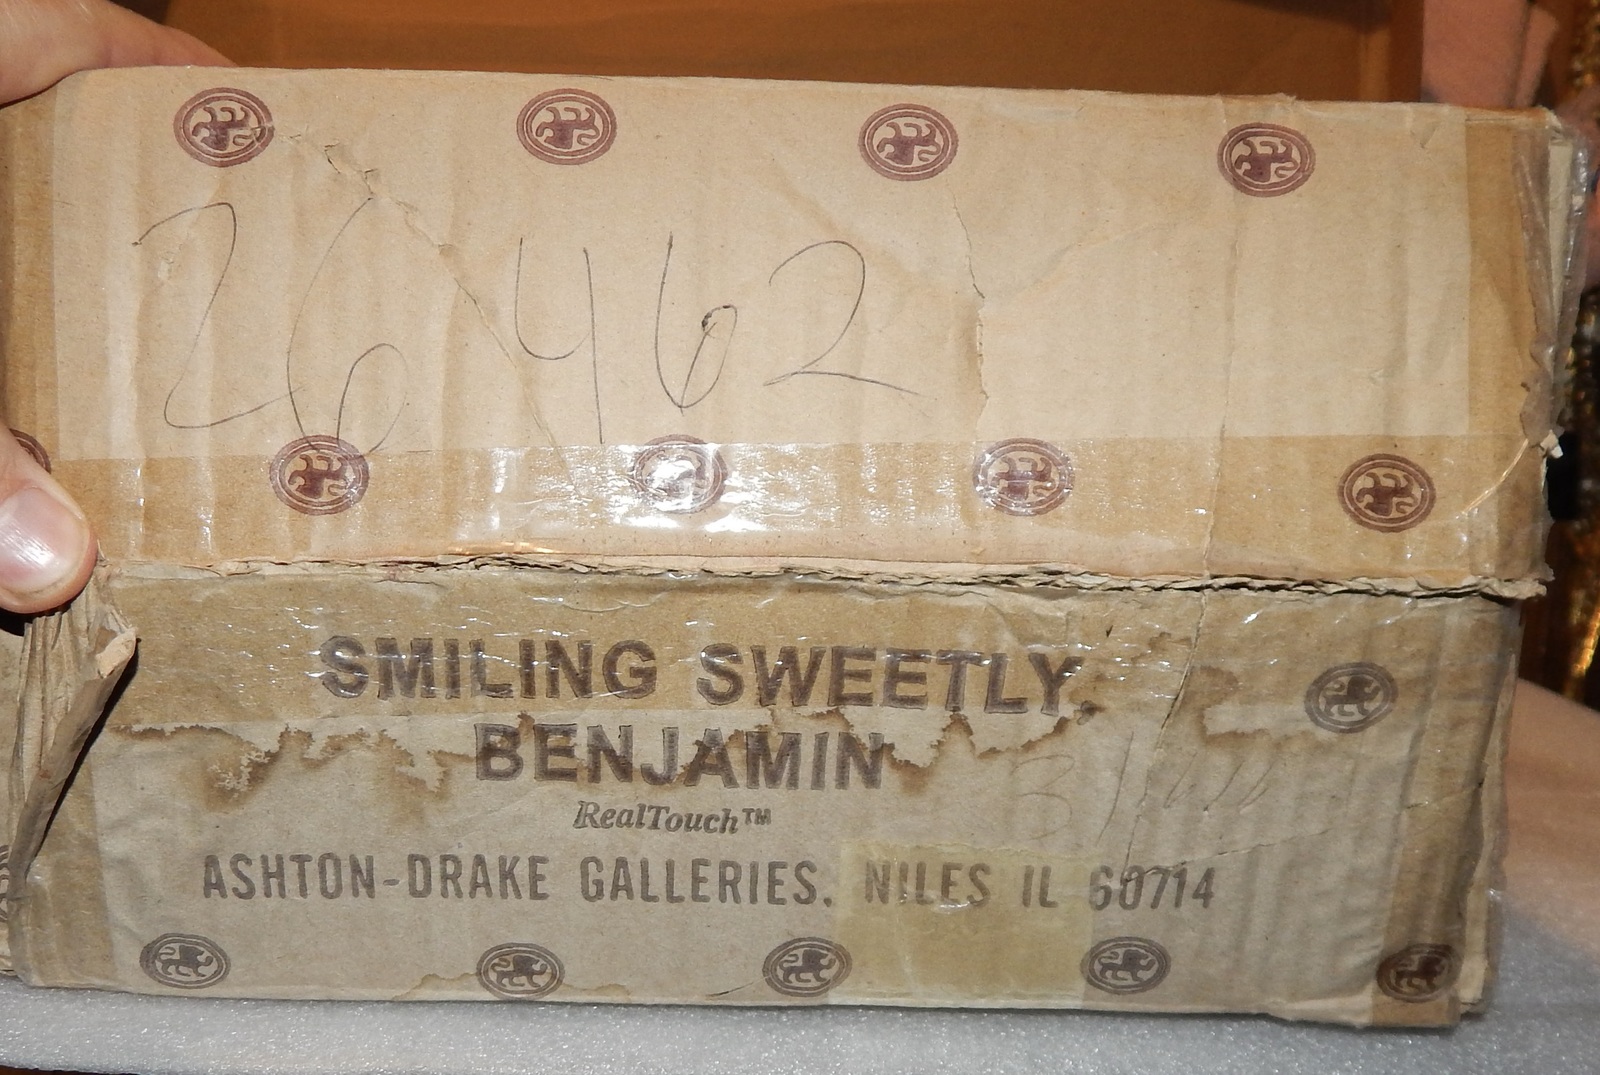 26462
SMILING SWEETLY,
BENJAMIN
RealTouch™
ASHTON-DRAKE GALLERIES. NILES IL 60714